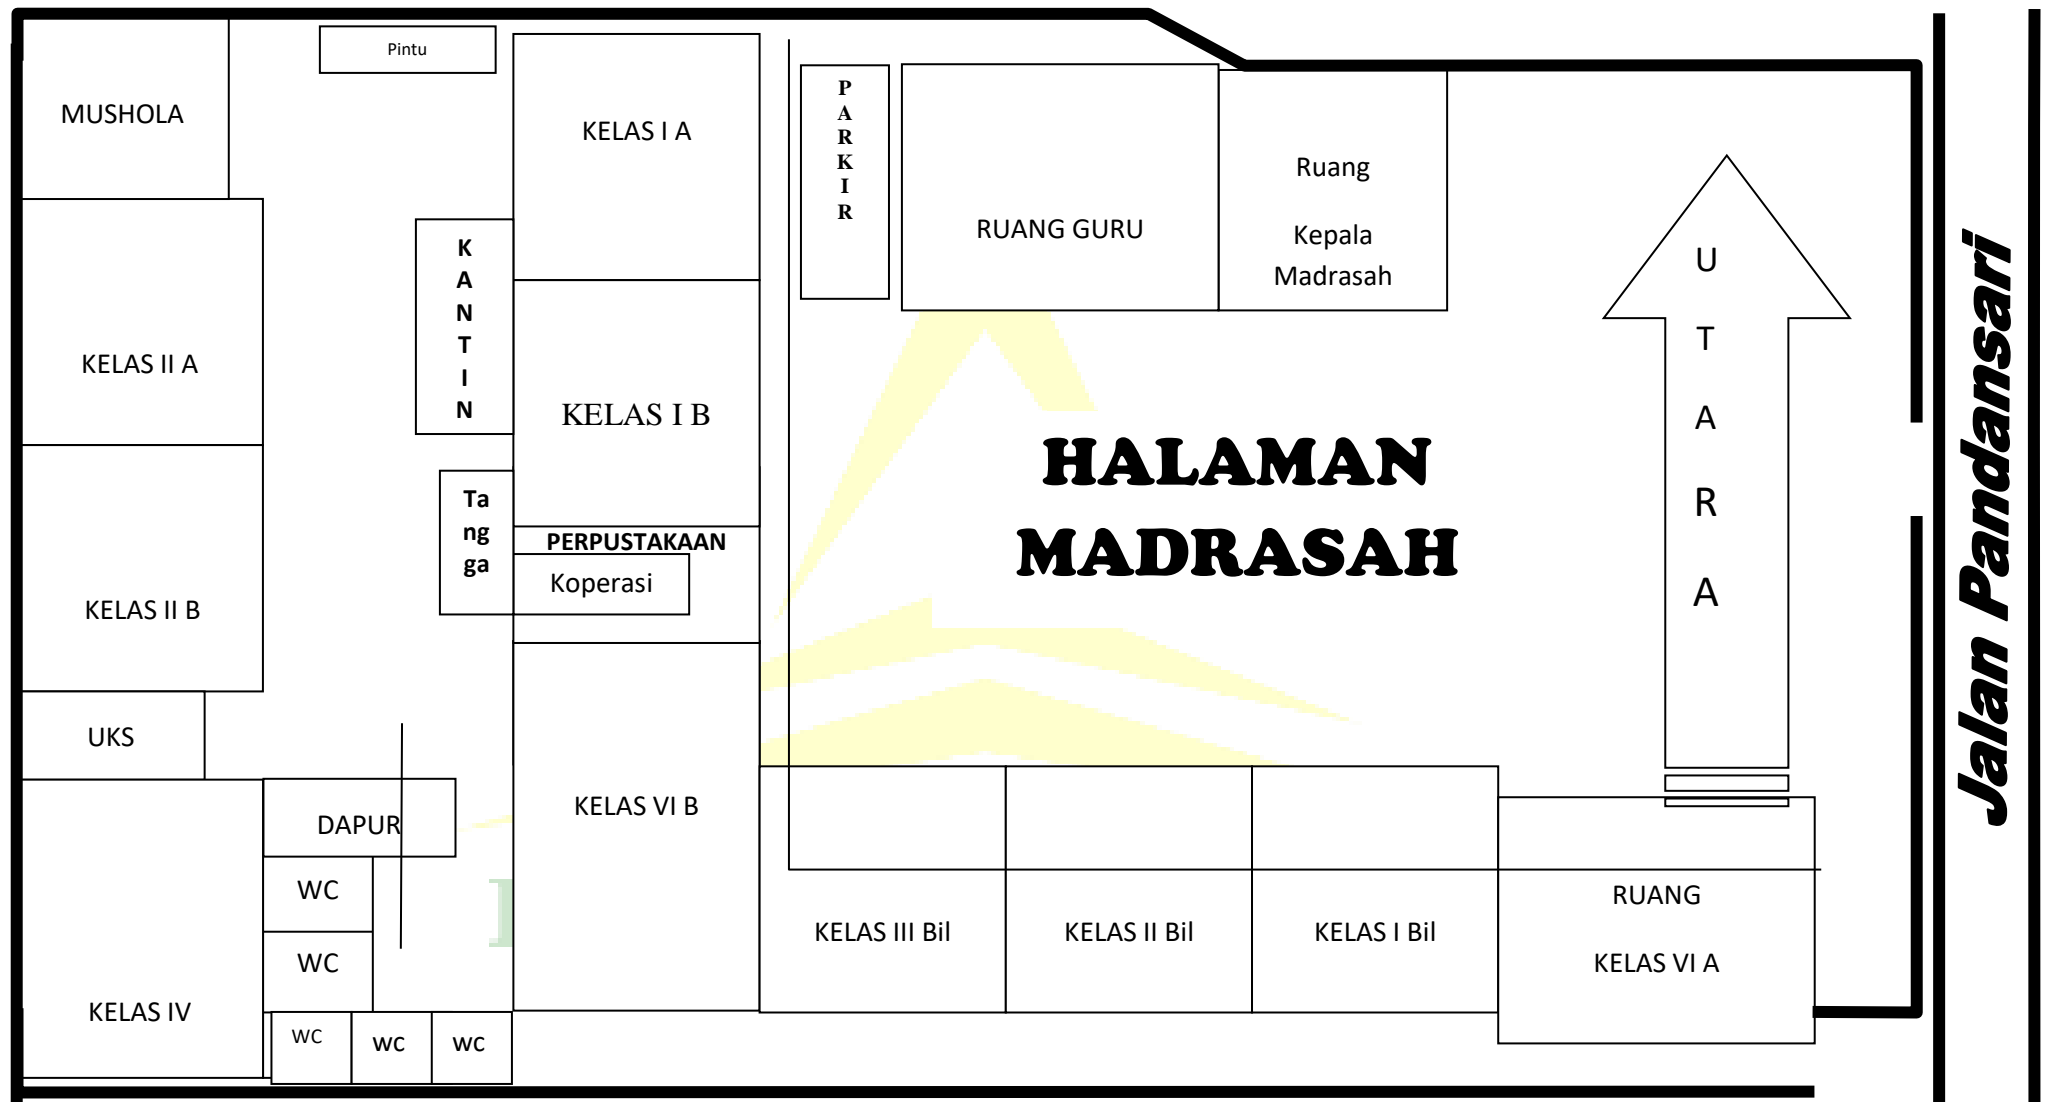 Pintu
MUSHOLA
KELAS I A
P
A
R
K
I
R
RUANG GURU
Ruang
Kepala
Madrasah
U
T
A
R
A
Jalan Pandansari
K
A
N
T
I
N
KELAS II A
KELAS I B
HALAMAN
MADRASAH
Ta
ng
ga
PERPUSTAKAAN
Koperasi
KELAS II B
UKS
DAPUR
KELAS VI B
WC
WC
KELAS IV
WC
WC
WC
KELAS III Bil
KELAS II Bil
KELAS I Bil
RUANG
KELAS VI A